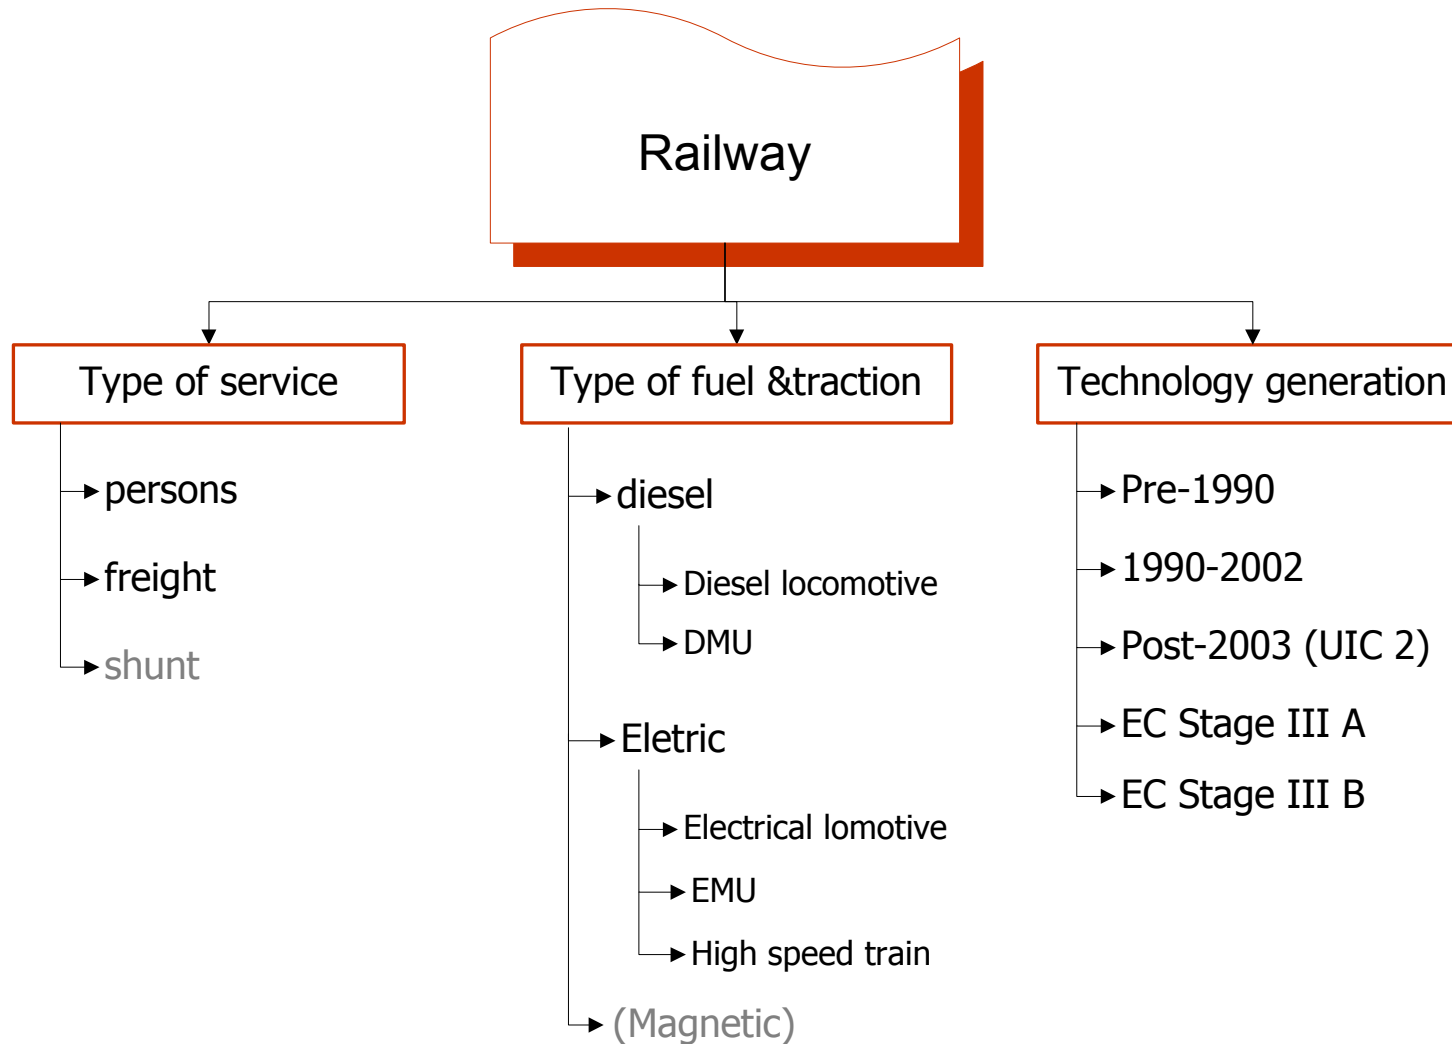 Railway
Type of service
persons
freight
shunt
Type of fuel &traction
diesel
Diesel locomotive
DMU
Eletric
Electrical lomotive
EMU
High speed train
(Magnetic)
Technology generation
Pre-1990
1990-2002
Post-2003 (UIC 2)
EC Stage III A
EC Stage III B